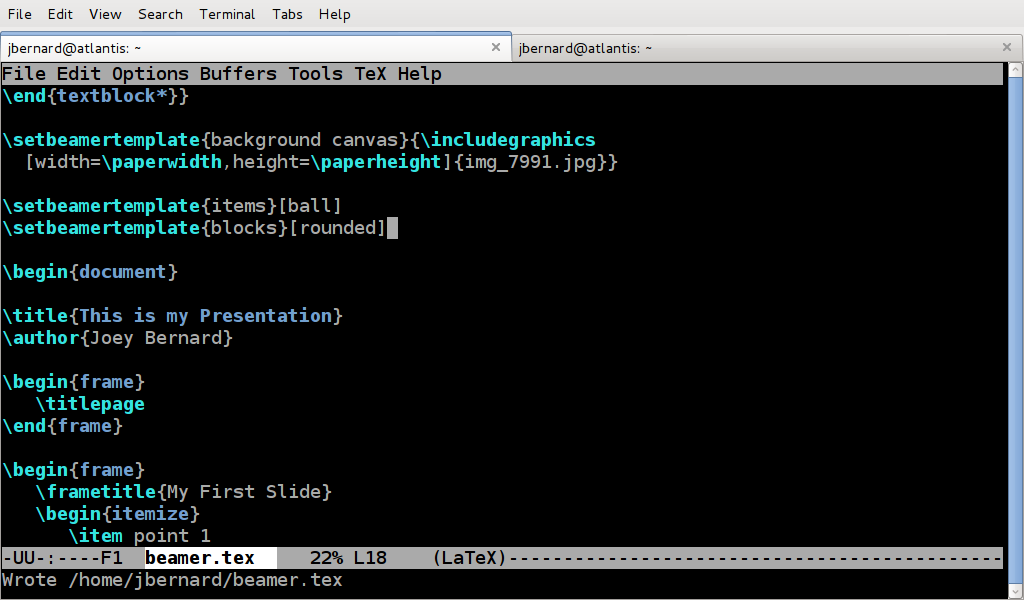 File Edit View Search Terminal Tabs Help
jbernard@atlantis: ~ × jbernard@atlantis: ~ ×
File Edit Options Buffers Tools TeX Help
\end{textblock*}}
\setbeamertemplate{background canvas}{\includegraphics
  [width=\paperwidth,height=\paperheight]{img_7991.jpg}}
\setbeamertemplate{items}[ball]
\setbeamertemplate{blocks}[rounded]
\begin{document}
\title{This is my Presentation}
\author{Joey Bernard}
\begin{frame}
   \titlepage
\end{frame}
\begin{frame}
   \frametitle{My First Slide}
   \begin{itemize}
      \item point 1
-UU-:----F1  beamer.tex     22% L18    (LaTeX)---------------------------------------------
Wrote /home/jbernard/beamer.tex